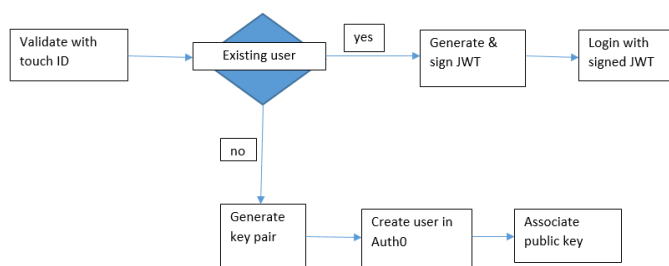 Validate with
touch ID
Existing user
yes
Generate &
sign JWT
Login with
signed JWT
no
Generate
key pair
Create user in
Auth0
Associate
public key